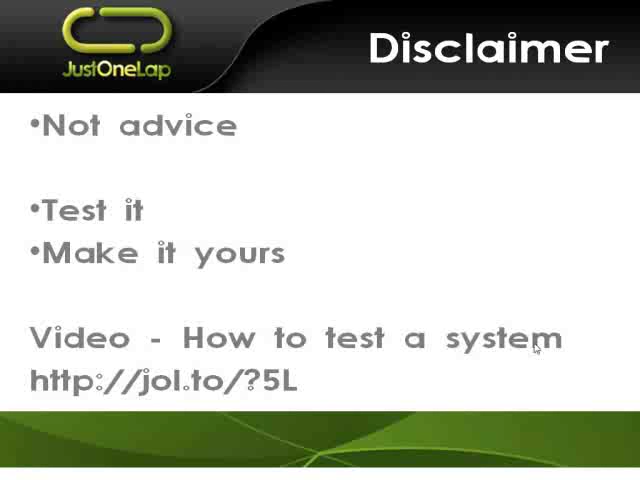 JustOneLap
Disclaimer
•Not advice
•Test it
•Make it yours
Video - How to test a system
http://jol.to/?5L